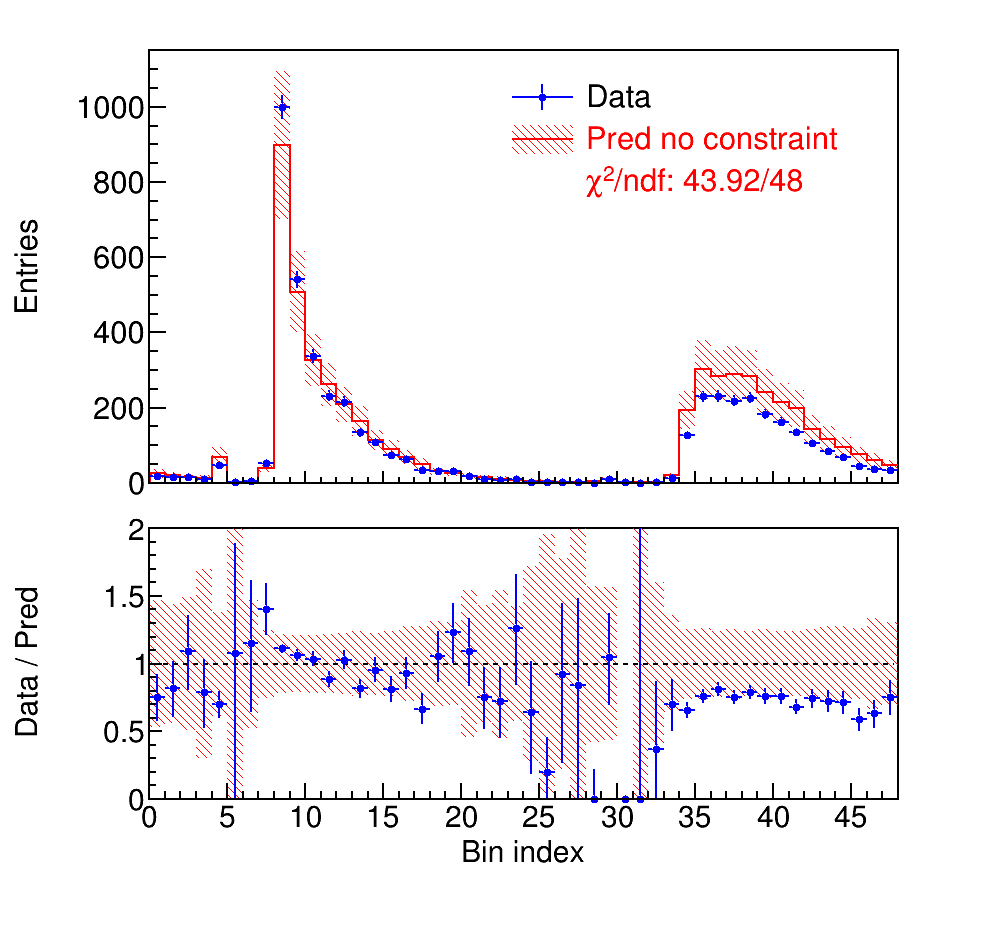 Entries
1000
800
600
400
200
0
Data
Pred no constraint
χ²/ndf: 43.92/48
Data / Pred
2
1.5
1
0.5
0
0 5 10 15 20 25 30 35 40 45
Bin index